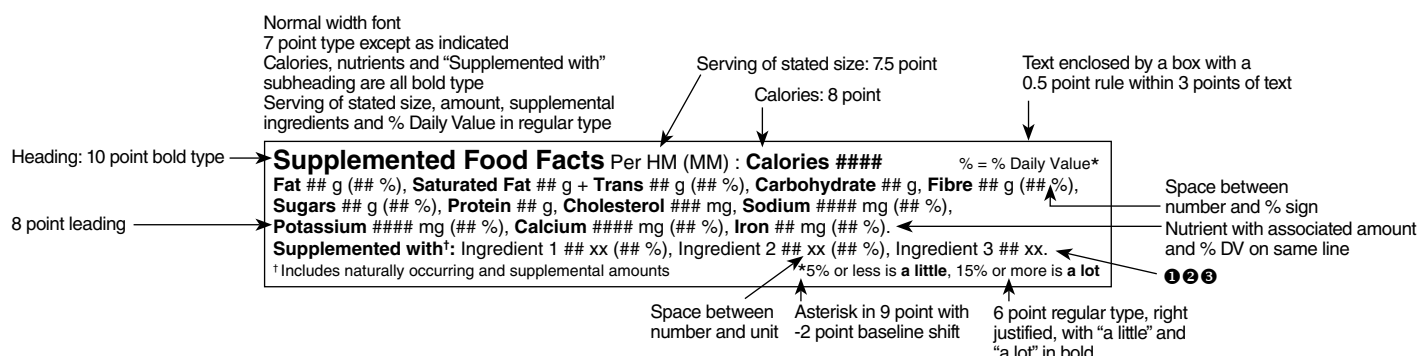 Normal width font
7 point type except as indicated
Calories, nutrients and “Supplemented with”
subheading are all bold type
Serving of stated size, amount, supplemental
ingredients and % Daily Value in regular type
Serving of stated size: 7.5 point
Calories: 8 point
Text enclosed by a box with a
0.5 point rule within 3 points of text
Heading: 10 point bold type
Supplemented Food Facts Per HM (MM) : Calories #### % = % Daily Value*
Fat ## g (## %), Saturated Fat ## g + Trans ## g (## %), Carbohydrate ## g, Fibre ## g (## %),
Sugars ## g (## %), Protein ## g, Cholesterol ### mg, Sodium #### mg (## %),
Potassium #### mg (## %), Calcium #### mg (## %), Iron ## mg (## %).
Supplemented with†: Ingredient 1 ## xx (## %), Ingredient 2 ## xx (## %), Ingredient 3 ## xx.
†Includes naturally occurring and supplemental amounts *5% or less is a little, 15% or more is a lot
8 point leading
Space between
number and % sign
Nutrient with associated amount
and % DV on same line
❶❷❸
Space between
number and unit
Asterisk in 9 point with
-2 point baseline shift
6 point regular type, right
justified, with “a little” and
“a lot” in bold